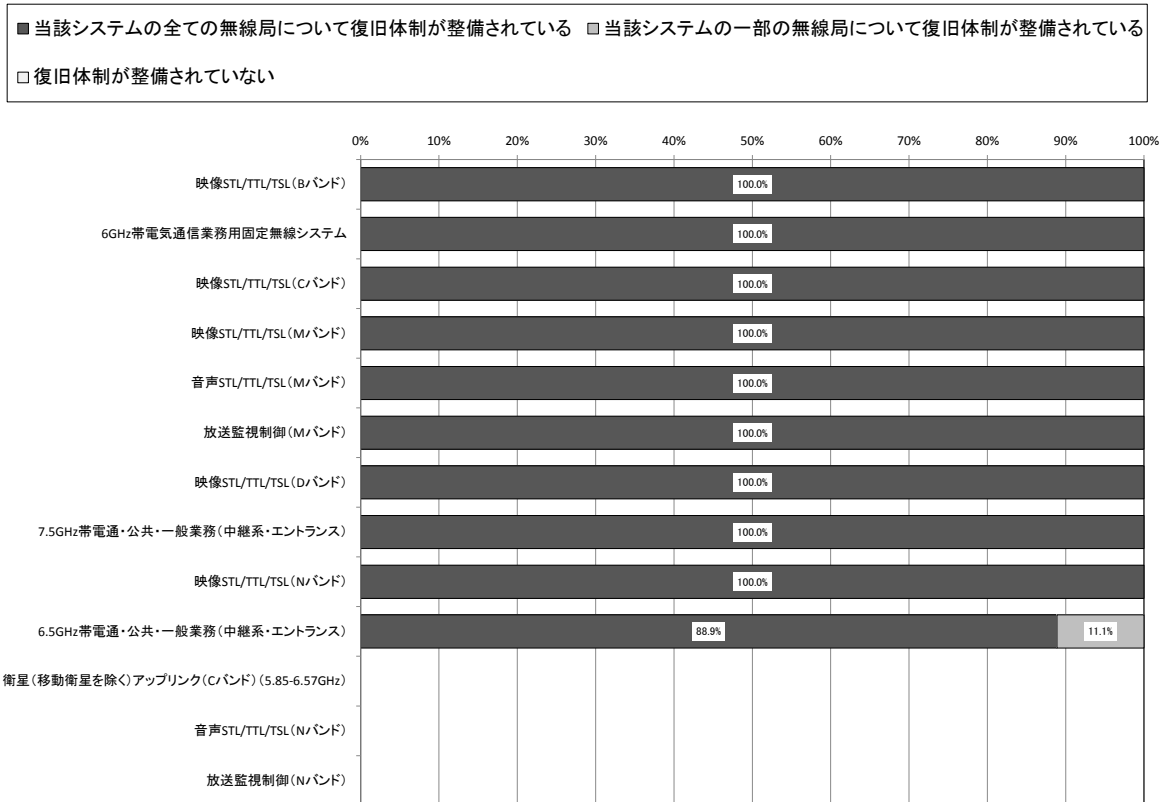 ■当該システムの全ての無線局について復旧体制が整備されている ■当該システムの一部の無線局について復旧体制が整備されている
□復旧体制が整備されていない
0% 10% 20% 30% 40% 50% 60% 70% 80% 90% 100%
映像STL/TTL/TSL(Bバンド) 100.0%
6GHz帯電気通信業務用固定無線システム 100.0%
映像STL/TTL/TSL(Cバンド) 100.0%
映像STL/TTL/TSL(Mバンド) 100.0%
音声STL/TTL/TSL(Mバンド) 100.0%
放送監視制御(Mバンド) 100.0%
映像STL/TTL/TSL(Dバンド) 100.0%
7.5GHz帯電通・公共・一般業務(中継系・エントランス) 100.0%
映像STL/TTL/TSL(Nバンド) 100.0%
6.5GHz帯電通・公共・一般業務(中継系・エントランス) 88.9% 11.1%
衛星(移動衛星を除く)アップリンク(Cバンド)(5.85-6.57GHz)
音声STL/TTL/TSL(Nバンド)
放送監視制御(Nバンド)